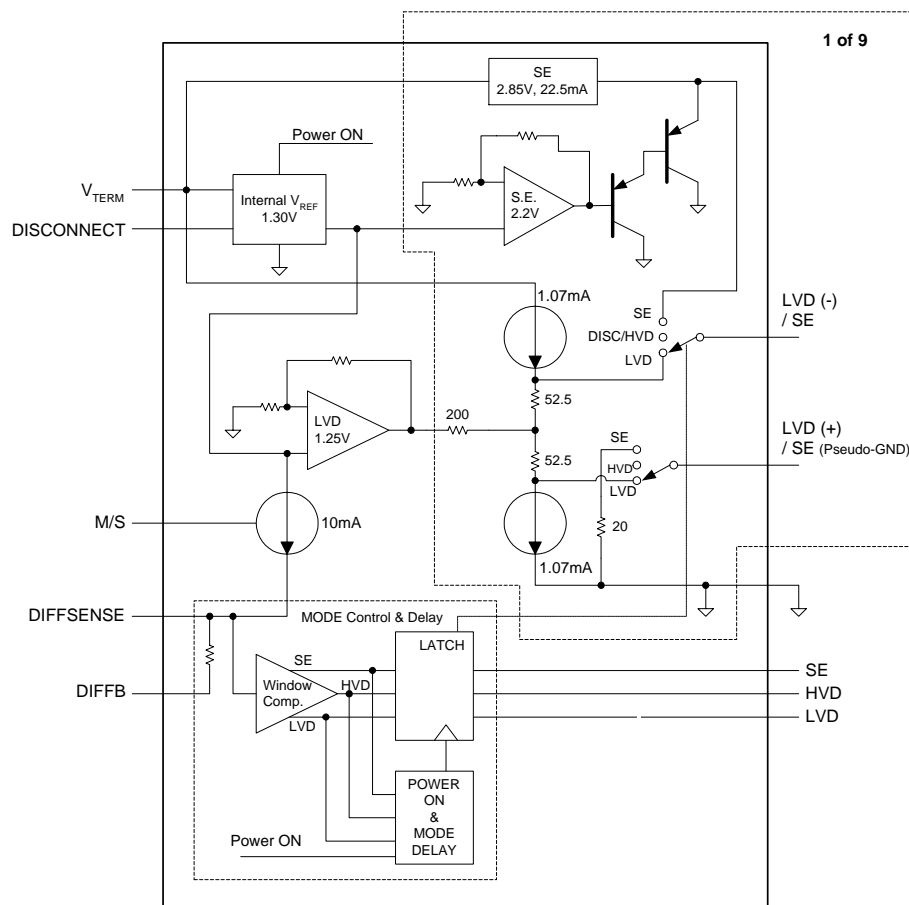 1 of 9
SE
2.85V, 22.5mA
Power ON
V_TERM
Internal V_REF
1.30V
S.E.
2.2V
DISCONNECT
1.07mA
SE
LVD (-)
/ SE
DISC/HVD
LVD
52.5
LVD
1.25V
200
LVD (+)
/ SE (Pseudo-GND)
SE
52.5
HVD
LVD
M/S
10mA
20
1.07mA
DIFFSENSE
MODE Control & Delay
LATCH
SE
SE
Window
Comp.
HVD
HVD
DIFFB
LVD
LVD
POWER
ON
&
MODE
DELAY
Power ON